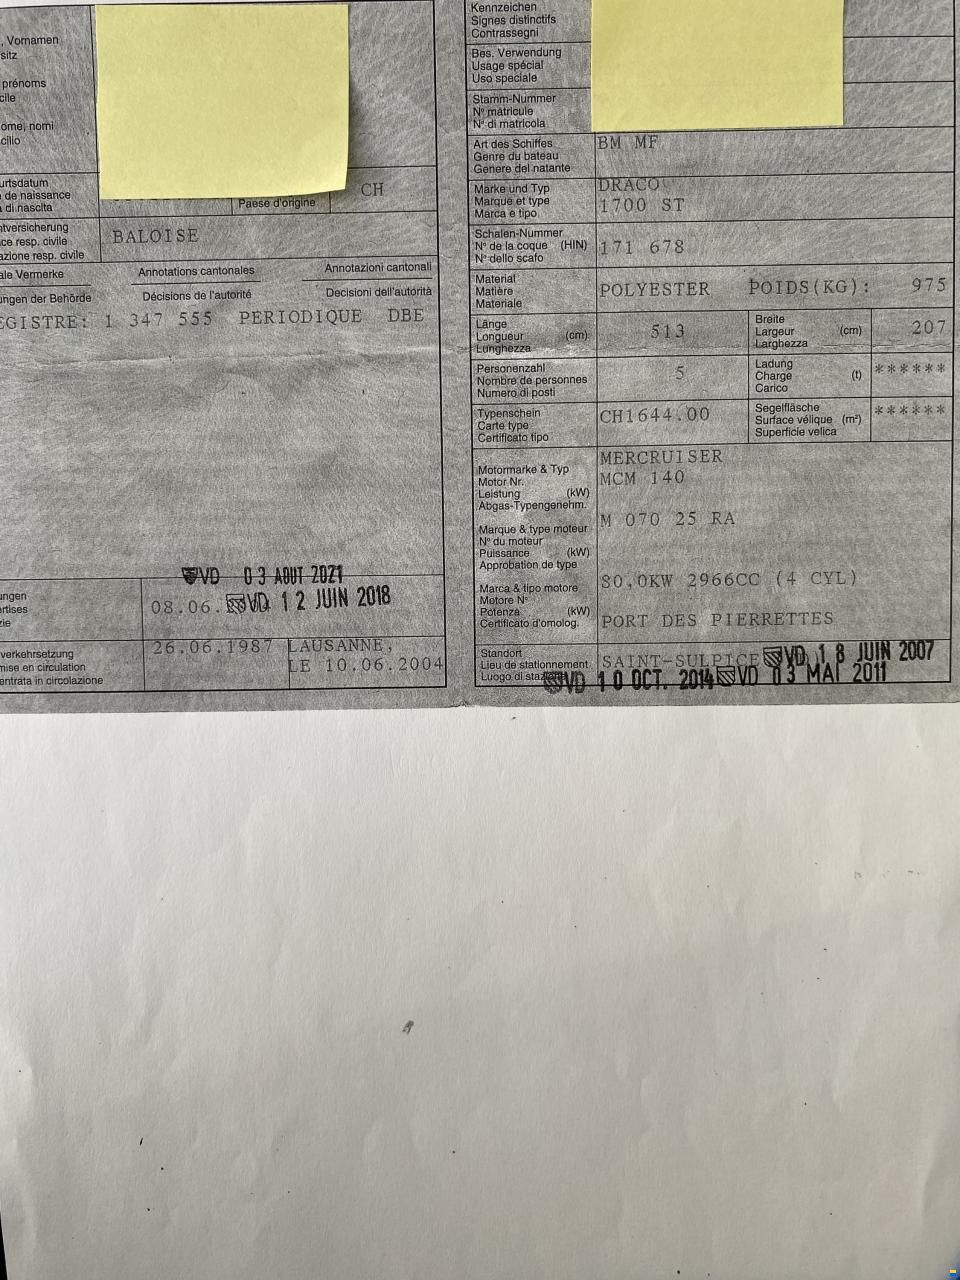 , Vornamen
sitz
prénoms
cile
ome, nomi
cilio
urtsdatum
de naissance
di nascita
Paese d'origine
CH
tversicherung
ce resp. civile
azione resp. civile
BALOISE
ale Vermerke
Annotations cantonales
Annotazioni cantonali
ngen der Behörde
Décisions de l'autorité
Decisioni dell'autorità
EGISTRE: 1 347 555 PERIODIQUE DBE
VD 03 AOUT 2021
ungen
ertises
zie
08.06.
VD 12 JUIN 2018
verkehrsetzung
mise en circulation
entrata in circolazione
26.06.1987
LAUSANNE,
LE 10.06.2004
Kennzeichen
Signes distinctifs
Contrassegni
Bes. Verwendung
Usage spécial
Uso speciale
Stamm-Nummer
N° matricule
N° di matricola
Art des Schiffes
Genre du bateau
Genere del natante
BM MF
Marke und Typ
Marque et type
Marca e tipo
DRACO
1700 ST
Schalen-Nummer
N° de la coque (HIN)
N° dello scafo
171 678
Material
Matière
Materiale
POLYESTER POIDS(KG): 975
Länge
Longueur (cm)
Lunghezza
513
Breite
Largeur (cm)
Larghezza
207
Personenzahl
Nombre de personnes
Numero di posti
5
Ladung
Charge (t)
Carico
******
Typenschein
Carte type
Certificato tipo
CH1644.00
Segelfläsche
Surface vélique (m²)
Superficie velica
******
Motormarke & Typ
Motor Nr.
Leistung (kW)
Abgas-Typengenehm.
Marque & type moteur
N° du moteur
Puissance (kW)
Approbation de type
Marca & tipo motore
Motore N°
Potenza (kW)
Certificato d'omolog.
MERCRUISER
MCM 140
M 070 25 RA
80,0KW 2966CC (4 CYL)
PORT DES PIERRETTES
Standort
Lieu de stationnement
Luogo di
SAINT-SULPICE
VD 18 JUIN 2007
VD 10 OCT. 2014
VD 03 MAI 2011